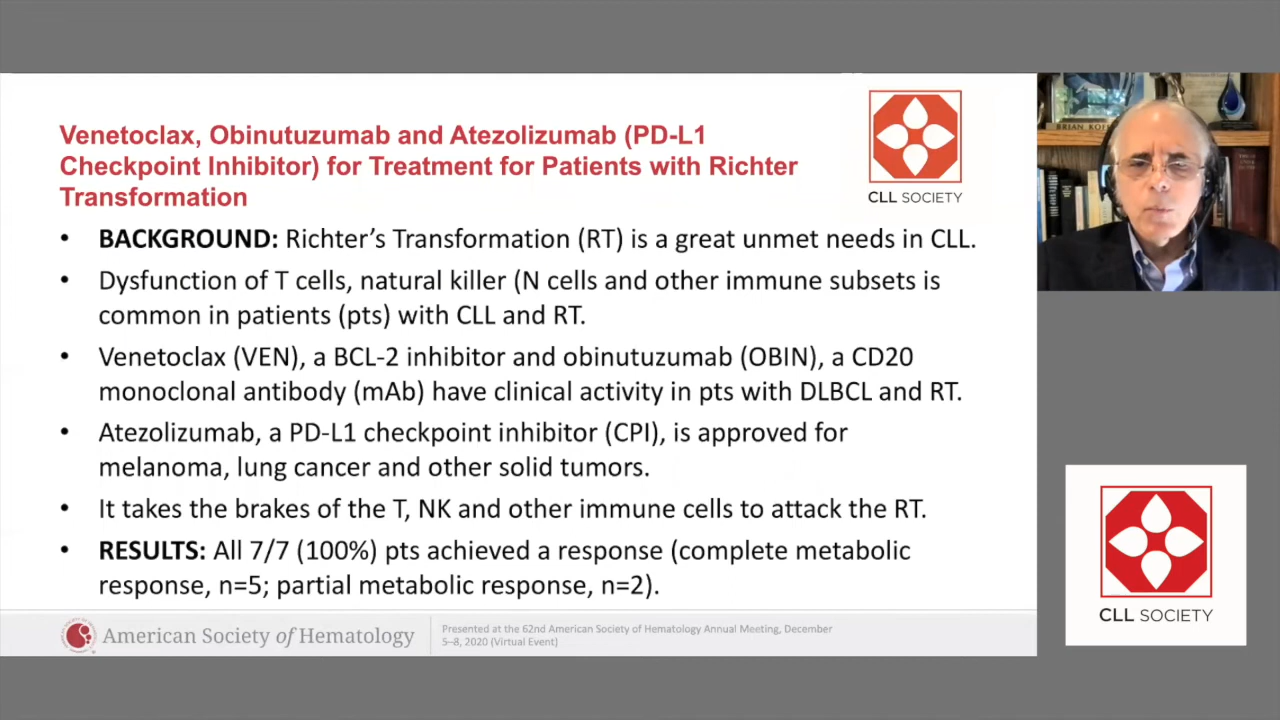 Venetoclax, Obinutuzumab and Atezolizumab (PD-L1
Checkpoint Inhibitor) for Treatment for Patients with Richter
Transformation
CLL SOCIETY
• BACKGROUND: Richter’s Transformation (RT) is a great unmet needs in CLL.
• Dysfunction of T cells, natural killer (N cells and other immune subsets is
common in patients (pts) with CLL and RT.
• Venetoclax (VEN), a BCL-2 inhibitor and obinutuzumab (OBIN), a CD20
monoclonal antibody (mAb) have clinical activity in pts with DLBCL and RT.
• Atezolizumab, a PD-L1 checkpoint inhibitor (CPI), is approved for
melanoma, lung cancer and other solid tumors.
• It takes the brakes of the T, NK and other immune cells to attack the RT.
• RESULTS: All 7/7 (100%) pts achieved a response (complete metabolic
response, n=5; partial metabolic response, n=2).
American Society of Hematology
Presented at the 62nd American Society of Hematology Annual Meeting, December
5–8, 2020 (Virtual Event)
BRIAN
CLL SOCIETY